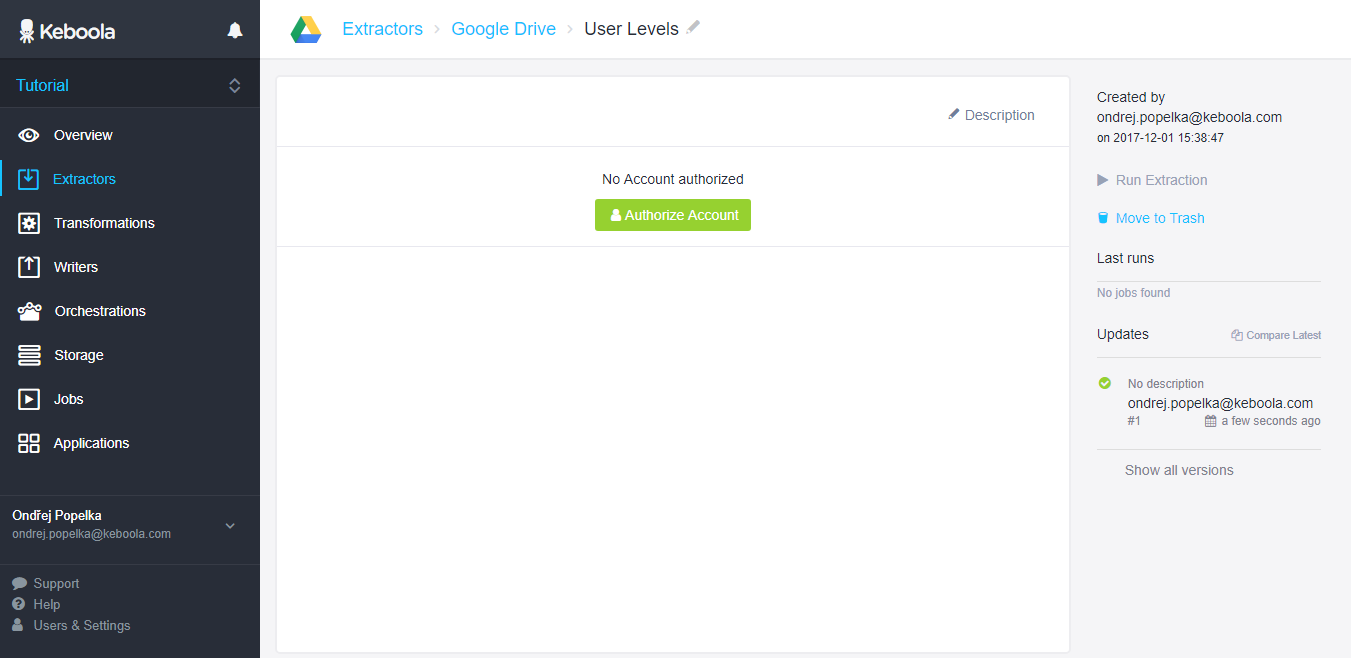 Keboola
Tutorial
Overview
Extractors
Transformations
Writers
Orchestrations
Storage
Jobs
Applications
Ondřej Popelka
ondrej.popelka@keboola.com
Support
Help
Users & Settings
Extractors › Google Drive › User Levels
Description
No Account authorized
Authorize Account
Created by
ondrej.popelka@keboola.com
on 2017-12-01 15:38:47
Run Extraction
Move to Trash
Last runs
No jobs found
Updates Compare Latest
No description
ondrej.popelka@keboola.com
#1 a few seconds ago
Show all versions